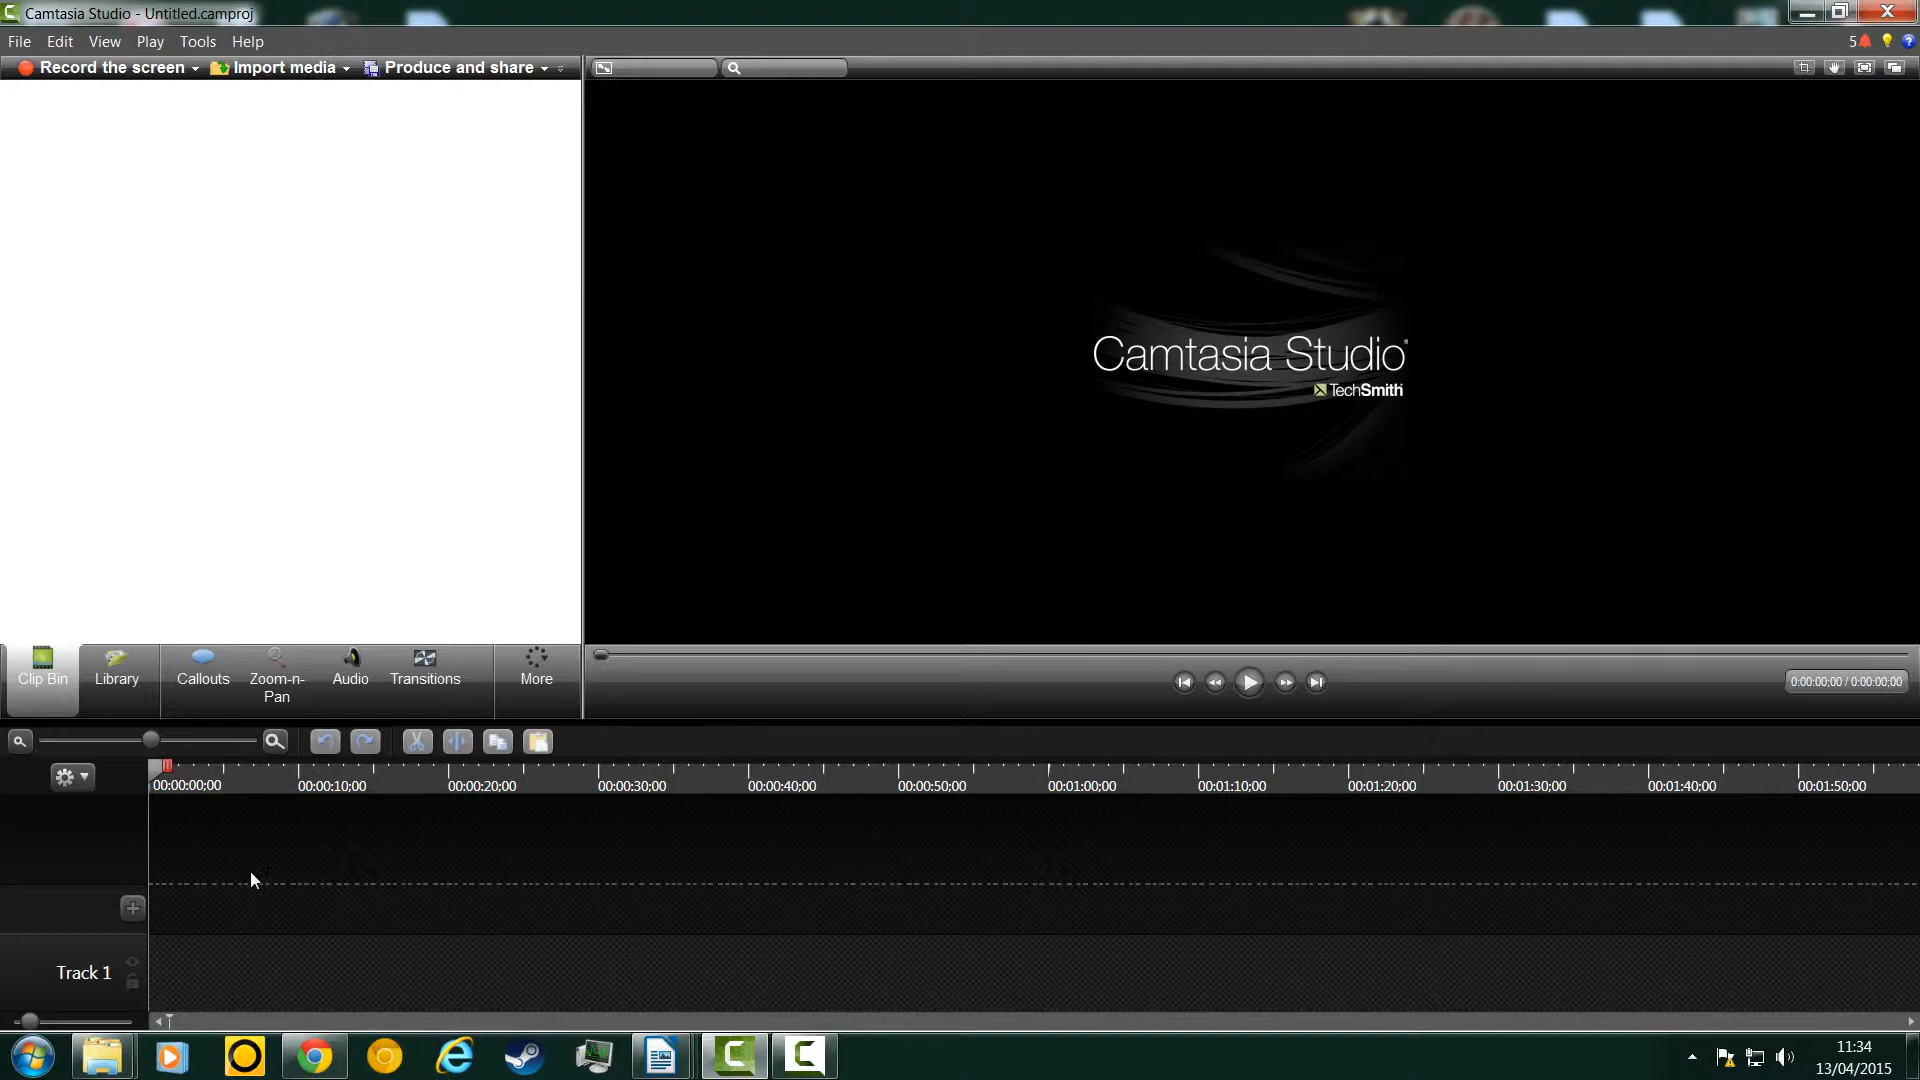 Camtasia Studio - Untitled.camproj
File Edit View Play Tools Help
5
Record the screen Import media Produce and share
Camtasia Studio®
TechSmith
Clip Bin Library Callouts Zoom-n-Pan Audio Transitions More
0:00:00;00 / 0:00:00;00
00:00:00;00 00:00:10;00 00:00:20;00 00:00:30;00 00:00:40;00 00:00:50;00 00:01:00;00 00:01:10;00 00:01:20;00 00:01:30;00 00:01:40;00 00:01:50;00
Track 1
11:34
13/04/2015